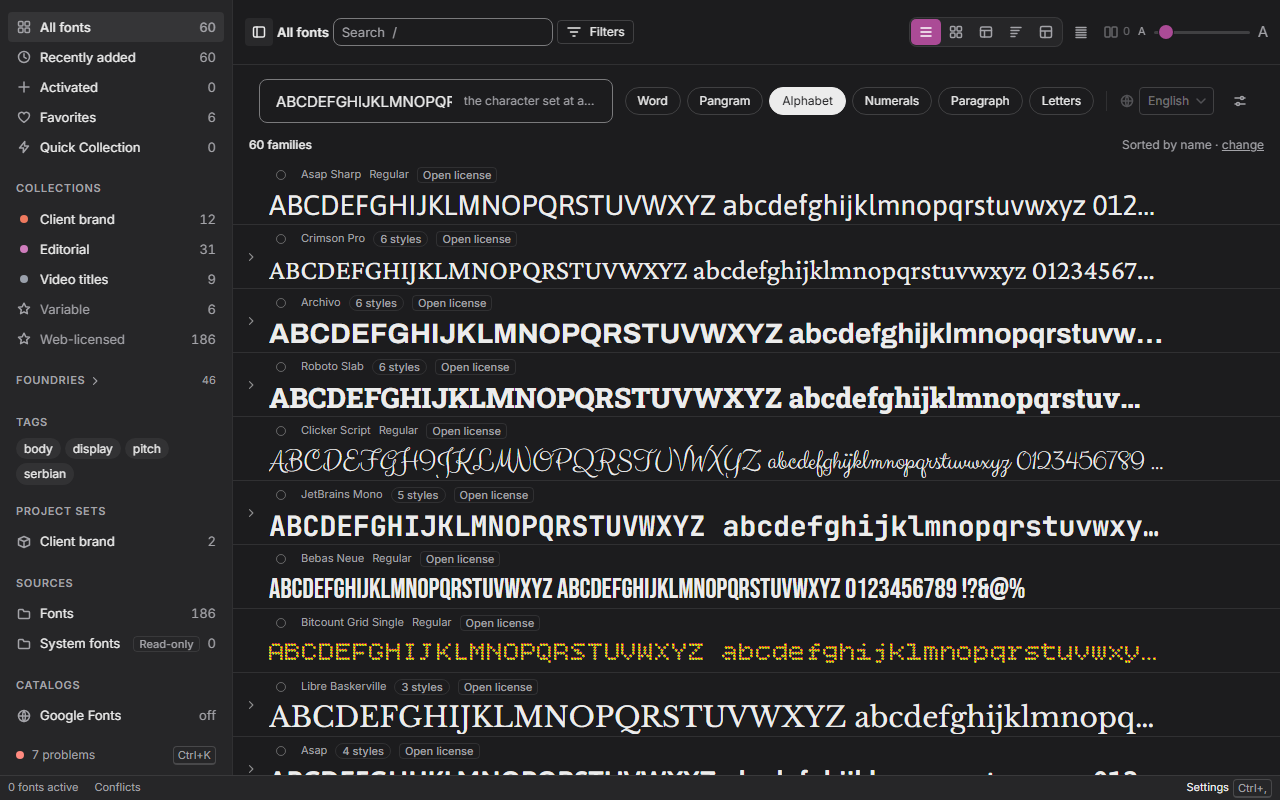 All fonts 60
Recently added 60
Activated 0
Favorites 6
Quick Collection 0
COLLECTIONS
Client brand 12
Editorial 31
Video titles 9
Variable 6
Web-licensed 186
FOUNDRIES 46
TAGS
body display pitch
serbian
PROJECT SETS
Client brand 2
SOURCES
Fonts 186
System fonts Read-only 0
CATALOGS
Google Fonts off
7 problems Ctrl+K
All fonts Search / Filters 0 A A
ABCDEFGHIJKLMNOPQR the character set at a... Word Pangram Alphabet Numerals Paragraph Letters English
60 families Sorted by name · change
Asap Sharp Regular Open license
ABCDEFGHIJKLMNOPQRSTUVWXYZ abcdefghijklmnopqrstuvwxyz 012...
Crimson Pro 6 styles Open license
ABCDEFGHIJKLMNOPQRSTUVWXYZ abcdefghijklmnopqrstuvwxyz 01234567...
Archivo 6 styles Open license
ABCDEFGHIJKLMNOPQRSTUVWXYZ abcdefghijklmnopqrstuvw...
Roboto Slab 6 styles Open license
ABCDEFGHIJKLMNOPQRSTUVWXYZ abcdefghijklmnopqrstuv...
Clicker Script Regular Open license
ABCDEFGHIJKLMNOPQRSTUVWXYZ abcdefghijklmnopqrstuvwxyz 0123456789 ...
JetBrains Mono 5 styles Open license
ABCDEFGHIJKLMNOPQRSTUVWXYZ abcdefghijklmnopqrstuvwxy...
Bebas Neue Regular Open license
ABCDEFGHIJKLMNOPQRSTUVWXYZ ABCDEFGHIJKLMNOPQRSTUVWXYZ 0123456789 !?&@%
Bitcount Grid Single Regular Open license
ABCDEFGHIJKLMNOPQRSTUVWXYZ abcdefghijklmnopqrstuvwxy...
Libre Baskerville 3 styles Open license
ABCDEFGHIJKLMNOPQRSTUVWXYZ abcdefghijklmnopq...
Asap 4 styles Open license
0 fonts active Conflicts Settings Ctrl+,